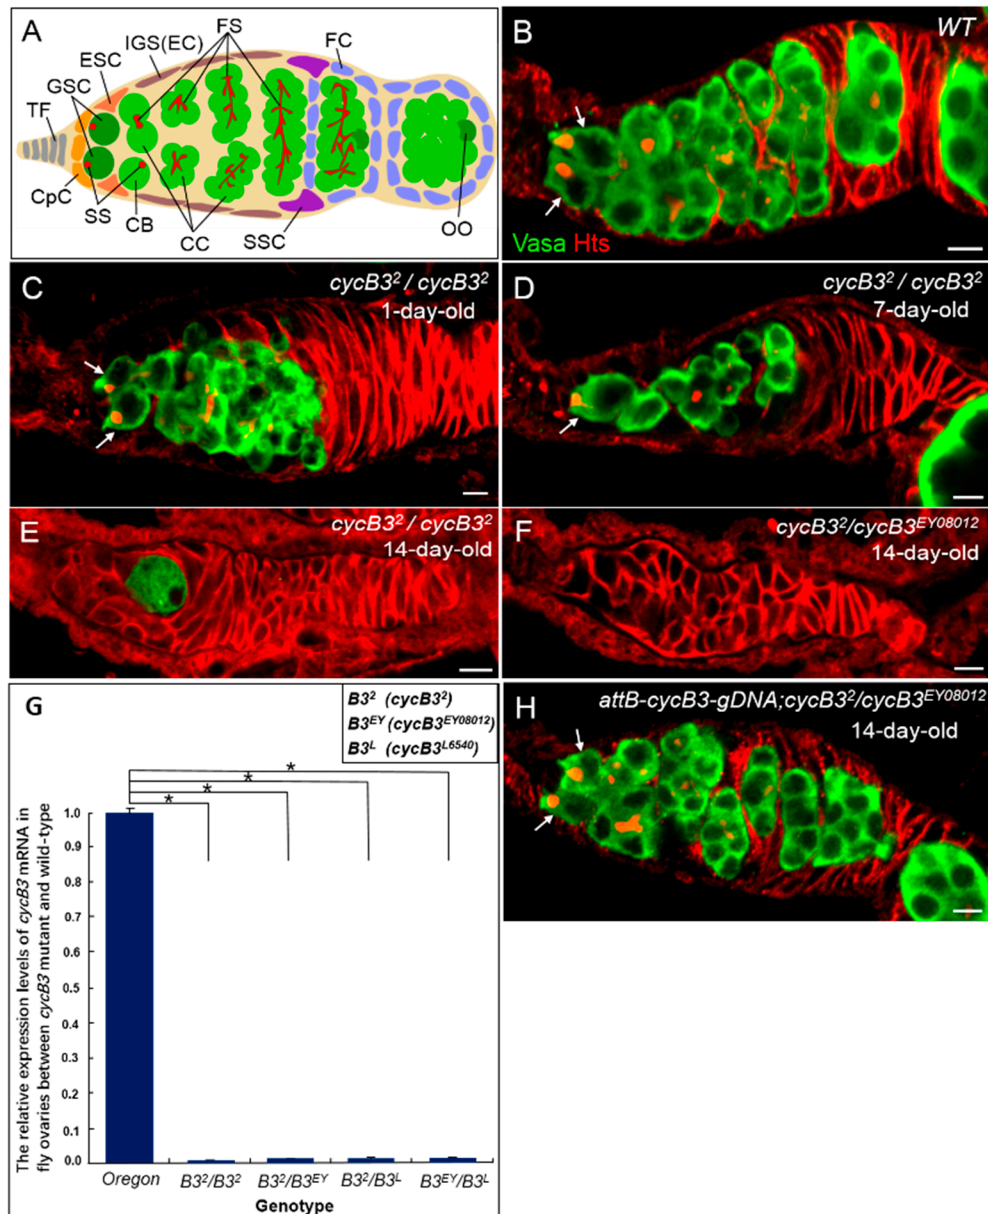 A
FS
IGS(EC)
FC
ESC
GSC
TF
CpC
SS
CB
CC
SSC
OO
B
WT
Vasa Hts
C
cycB3² / cycB3²
1-day-old
D
cycB3² / cycB3²
7-day-old
E
cycB3² / cycB3²
14-day-old
F
cycB3²/cycB3ᴱʸ⁰⁸⁰¹²
14-day-old
G
B3² (cycB3²)
B3ᴱʸ (cycB3ᴱʸ⁰⁸⁰¹²)
B3ᴸ (cycB3ᴸ⁶⁵⁴⁰)
*
*
*
*
The relative expression levels of cycB3 mRNA in
fly ovaries between cycB3 mutant and wild-type
1.0
0.9
0.8
0.7
0.6
0.5
0.4
0.3
0.2
0.1
0.0
Oregon B3²/B3² B3²/B3ᴱʸ B3²/B3ᴸ B3ᴱʸ/B3ᴸ
Genotype
H
attB-cycB3-gDNA;cycB3²/cycB3ᴱʸ⁰⁸⁰¹²
14-day-old